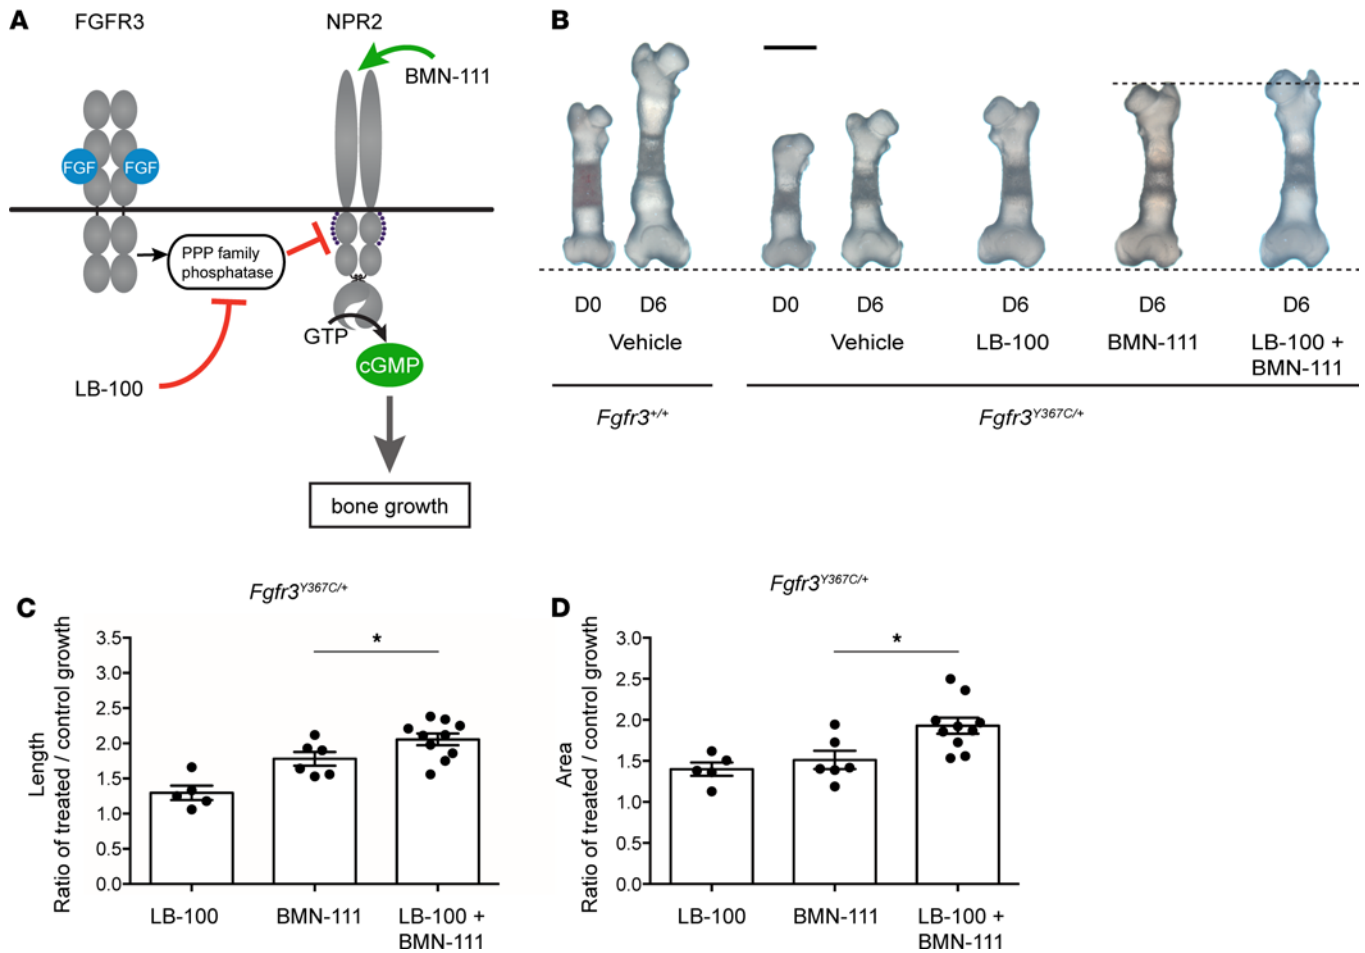 A
FGFR3
NPR2
BMN-111
FGF
FGF
PPP family
phosphatase
GTP
cGMP
LB-100
bone growth
B
D0
D6
D0
D6
D6
D6
D6
Vehicle
Vehicle
LB-100
BMN-111
LB-100 +
BMN-111
Fgfr3+/+
Fgfr3Y367C/+
C
Fgfr3Y367C/+
Length
Ratio of treated / control growth
3.5
3.0
2.5
2.0
1.5
1.0
0.5
0.0
*
LB-100
BMN-111
LB-100 +
BMN-111
D
Fgfr3Y367C/+
Area
Ratio of treated / control growth
3.0
2.5
2.0
1.5
1.0
0.5
0.0
*
LB-100
BMN-111
LB-100 +
BMN-111